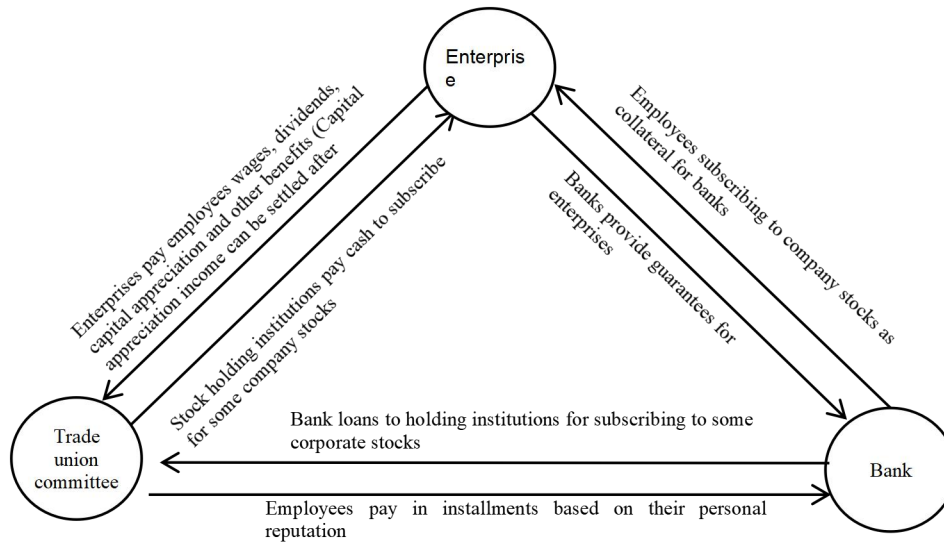 Enterpris
e
Enterprises pay employees wages, dividends,
capital appreciation and other benefits (Capital
appreciation income can be settled after
Stock holding institutions pay cash to subscribe
for some company stocks
Employees subscribing to company stocks as
collateral for banks
Banks provide guarantees for
enterprises
Trade
union
committee
Bank loans to holding institutions for subscribing to some
corporate stocks
Bank
Employees pay in installments based on their personal
reputation